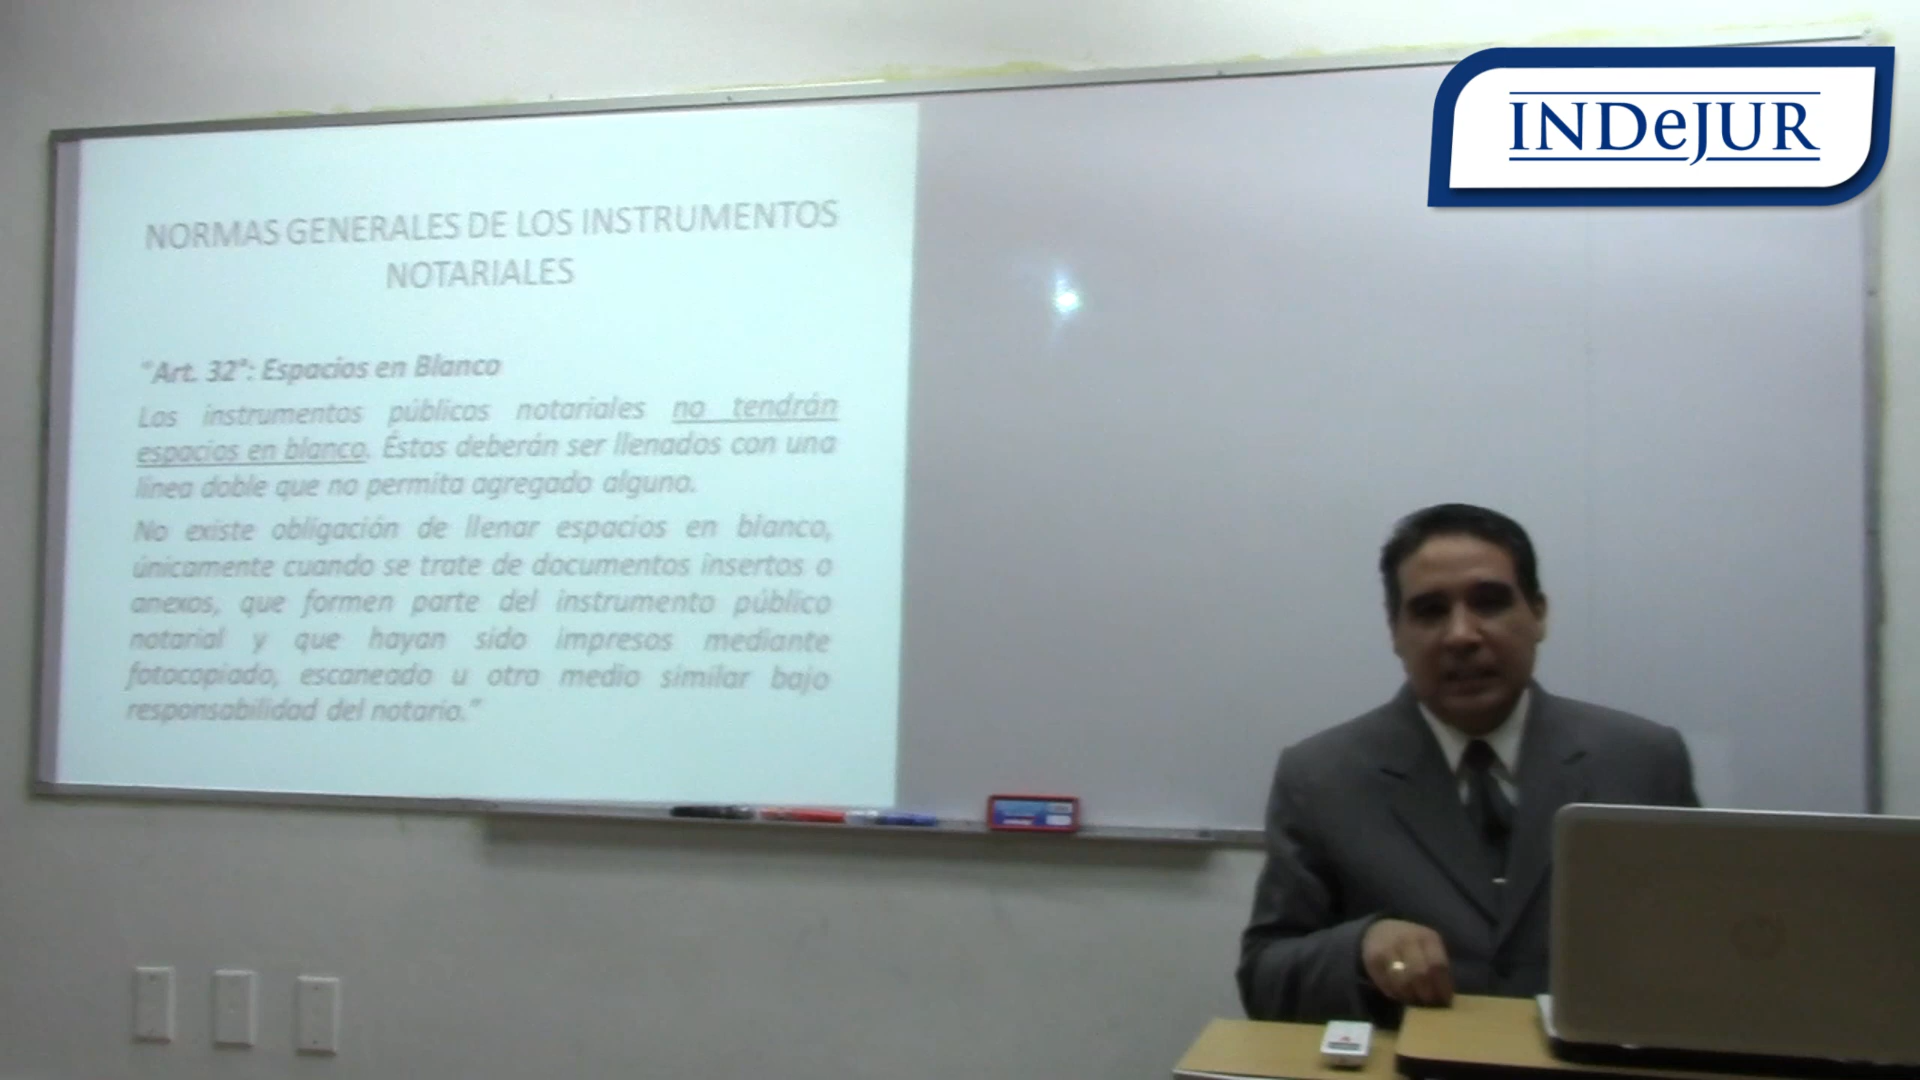 INDeJUR
NORMAS GENERALES DE LOS INSTRUMENTOS
NOTARIALES
"Art. 32°: Espacios en Blanco
Los instrumentos públicos notariales no tendrán
espacios en blanco. Éstos deberán ser llenados con una
línea doble que no permita agregado alguno.
No existe obligación de llenar espacios en blanco,
únicamente cuando se trate de documentos insertos o
anexos, que formen parte del instrumento público
notarial y que hayan sido impresos mediante
fotocopiado, escaneado u otro medio similar bajo
responsabilidad del notario."